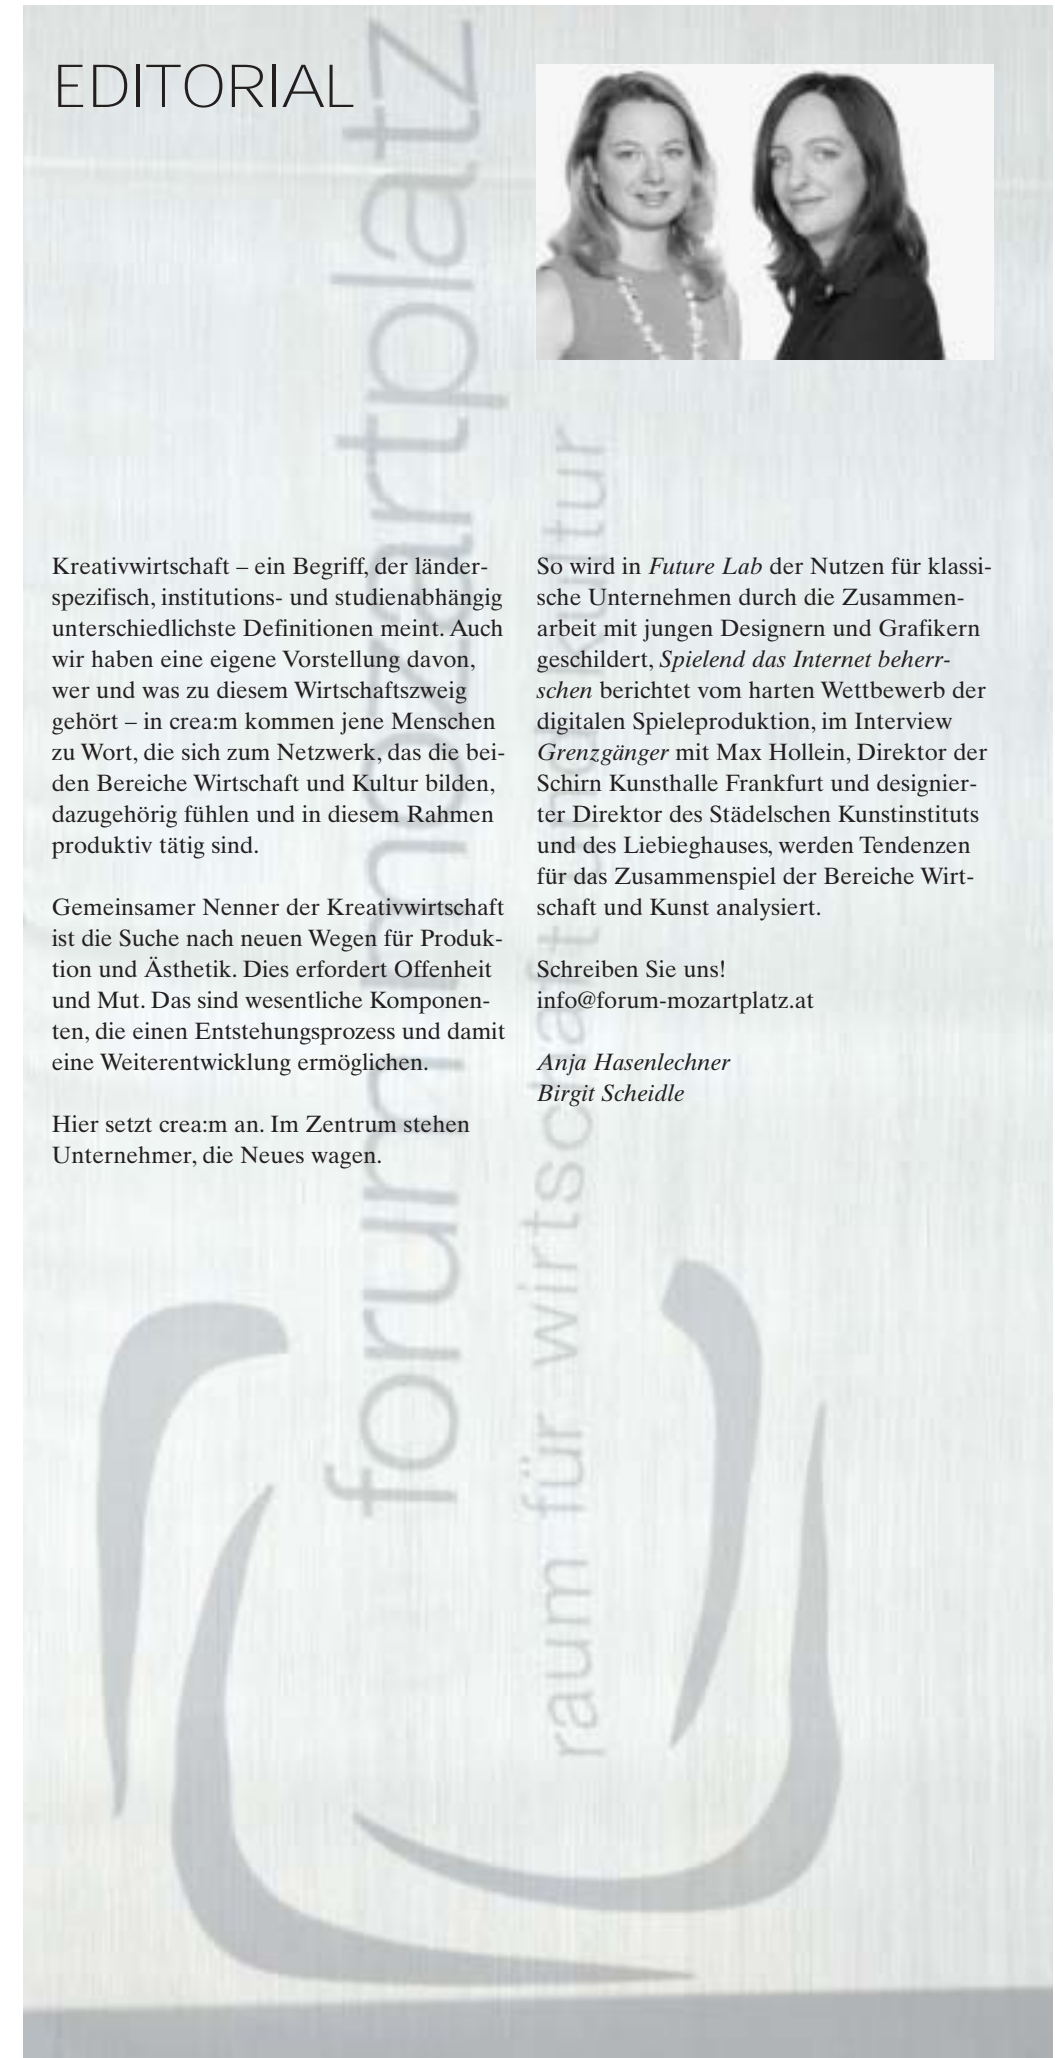 EDITORIAL
Kreativwirtschaft – ein Begriff, der länder-
spezifisch, institutions- und studienabhängig
unterschiedlichste Definitionen meint. Auch
wir haben eine eigene Vorstellung davon,
wer und was zu diesem Wirtschaftszweig
gehört – in crea:m kommen jene Menschen
zu Wort, die sich zum Netzwerk, das die bei-
den Bereiche Wirtschaft und Kultur bilden,
dazugehörig fühlen und in diesem Rahmen
produktiv tätig sind.
Gemeinsamer Nenner der Kreativwirtschaft
ist die Suche nach neuen Wegen für Produk-
tion und Ästhetik. Dies erfordert Offenheit
und Mut. Das sind wesentliche Komponen-
ten, die einen Entstehungsprozess und damit
eine Weiterentwicklung ermöglichen.
Hier setzt crea:m an. Im Zentrum stehen
Unternehmer, die Neues wagen.
So wird in Future Lab der Nutzen für klassi-
sche Unternehmen durch die Zusammen-
arbeit mit jungen Designern und Grafikern
geschildert, Spielend das Internet beherr-
schen berichtet vom harten Wettbewerb der
digitalen Spieleproduktion, im Interview
Grenzgänger mit Max Hollein, Direktor der
Schirn Kunsthalle Frankfurt und designier-
ter Direktor des Städelschen Kunstinstituts
und des Liebieghauses, werden Tendenzen
für das Zusammenspiel der Bereiche Wirt-
schaft und Kunst analysiert.
Schreiben Sie uns!
info@forum-mozartplatz.at
Anja Hasenlechner
Birgit Scheidle
forum mozartplatz
raum für wirtschaft und kultur